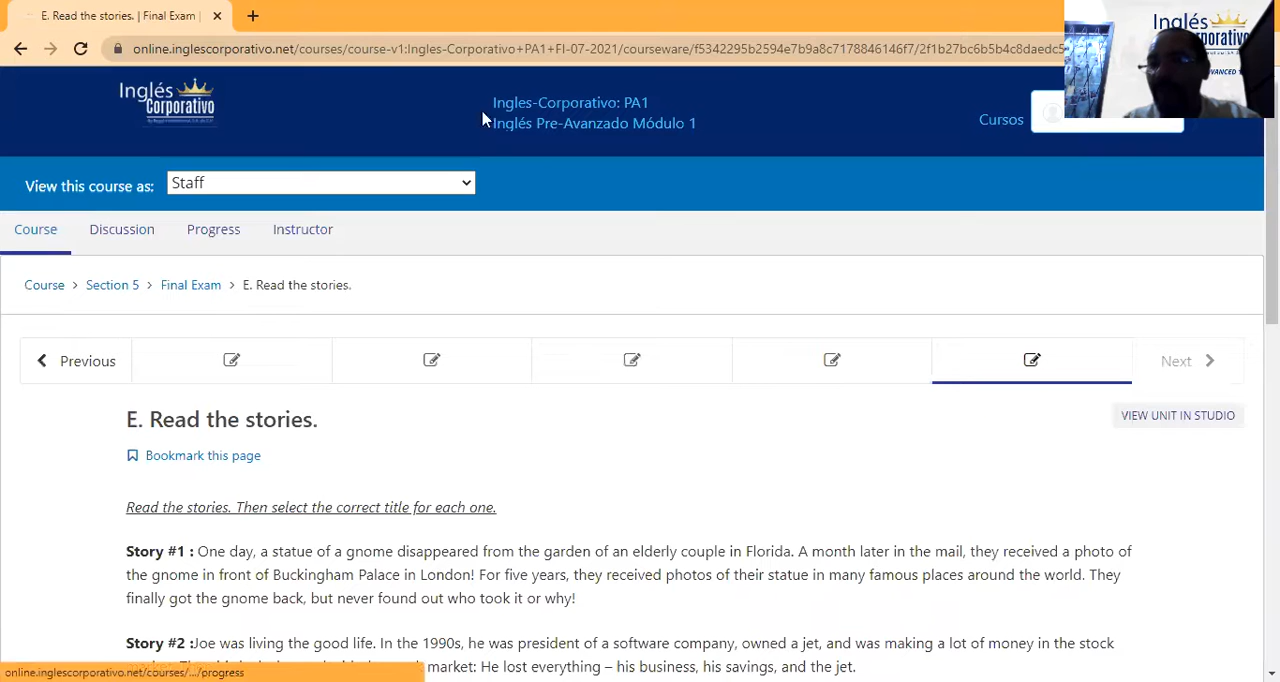 E. Read the stories. | Final Exam |
online.inglescorporativo.net/courses/course-v1:Ingles-Corporativo+PA1+FI-07-2021/courseware/f5342295b2594e7b9a8c7178846146f7/2f1b27bc6b5b4c8daedc5
Inglés
Corporativo
Ingles-Corporativo: PA1
Inglés Pre-Avanzado Módulo 1
Cursos
Inglés
View this course as:
Staff
Course
Discussion
Progress
Instructor
Course > Section 5 > Final Exam > E. Read the stories.
Previous
Next
E. Read the stories.
VIEW UNIT IN STUDIO
Bookmark this page
Read the stories. Then select the correct title for each one.
Story #1 : One day, a statue of a gnome disappeared from the garden of an elderly couple in Florida. A month later in the mail, they received a photo of
the gnome in front of Buckingham Palace in London! For five years, they received photos of their statue in many famous places around the world. They
finally got the gnome back, but never found out who took it or why!
Story #2 :Joe was living the good life. In the 1990s, he was president of a software company, owned a jet, and was making a lot of money in the stock
market: He lost everything – his business, his savings, and the jet.
online.inglescorporativo.net/courses/.../progress